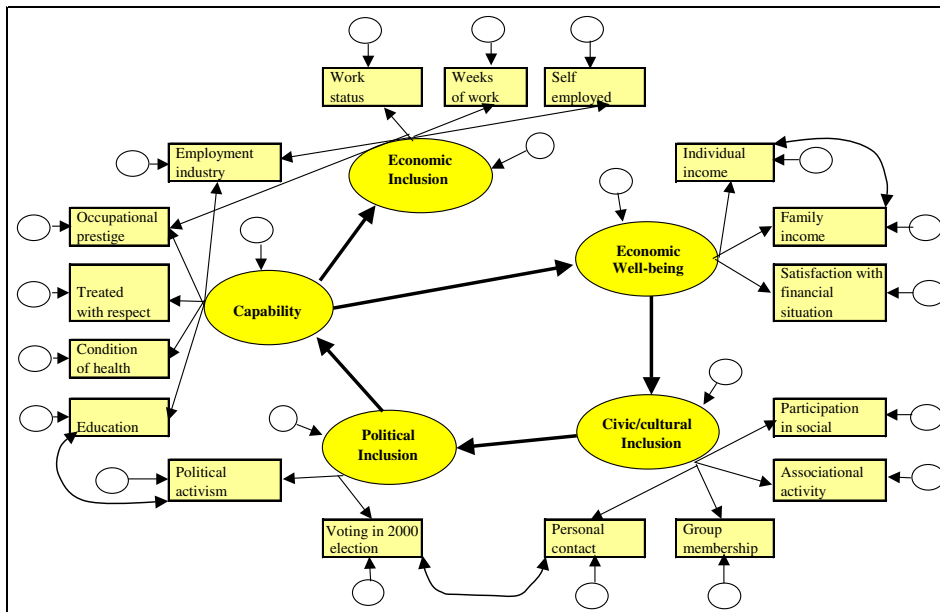 Work
status
Weeks
of work
Self
employed
Employment
industry
Economic
Inclusion
Individual
income
Occupational
prestige
Family
income
Economic
Well-being
Treated
with respect
Capability
Satisfaction with
financial
situation
Condition
of health
Education
Political
Inclusion
Civic/cultural
Inclusion
Participation
in social
Political
activism
Associational
activity
Voting in 2000
election
Personal
contact
Group
membership